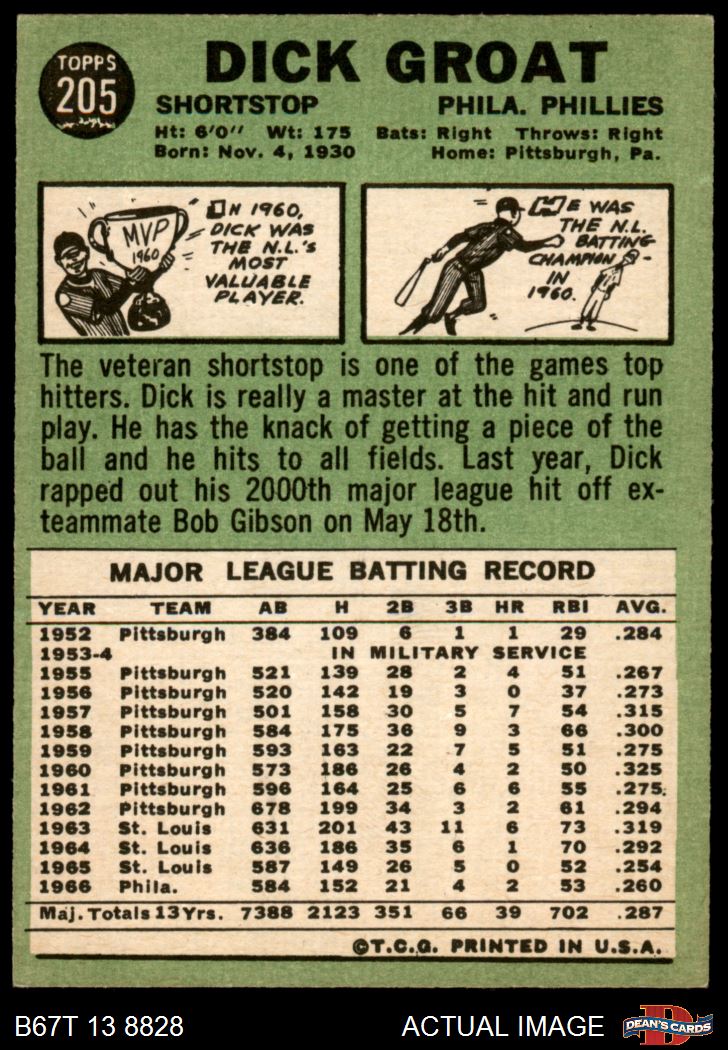 TOPPS
205
DICK GROAT
SHORTSTOP PHILA. PHILLIES
Ht: 6'0" Wt: 175 Bats: Right Throws: Right
Born: Nov. 4, 1930 Home: Pittsburgh, Pa.
MVP
1960
IN 1960,
DICK WAS
THE N.L.'S
MOST
VALUABLE
PLAYER.
HE WAS
THE N.L.
BATTING
CHAMPION
IN
1960.
The veteran shortstop is one of the games top
hitters. Dick is really a master at the hit and run
play. He has the knack of getting a piece of the
ball and he hits to all fields. Last year, Dick
rapped out his 2000th major league hit off ex-
teammate Bob Gibson on May 18th.
MAJOR LEAGUE BATTING RECORD
YEAR TEAM AB H 2B 3B HR RBI AVG.
1952 Pittsburgh 384 109 6 1 1 29 .284
1953-4 IN MILITARY SERVICE
1955 Pittsburgh 521 139 28 2 4 51 .267
1956 Pittsburgh 520 142 19 3 0 37 .273
1957 Pittsburgh 501 158 30 5 7 54 .315
1958 Pittsburgh 584 175 36 9 3 66 .300
1959 Pittsburgh 593 163 22 7 5 51 .275
1960 Pittsburgh 573 186 26 4 2 50 .325
1961 Pittsburgh 596 164 25 6 6 55 .275
1962 Pittsburgh 678 199 34 3 2 61 .294
1963 St. Louis 631 201 43 11 6 73 .319
1964 St. Louis 636 186 35 6 1 70 .292
1965 St. Louis 587 149 26 5 0 52 .254
1966 Phila. 584 152 21 4 2 53 .260
Maj. Totals 13 Yrs. 7388 2123 351 66 39 702 .287
©T.C.G. PRINTED IN U.S.A.
B67T 13 8828 ACTUAL IMAGE
D
DEAN'S CARDS